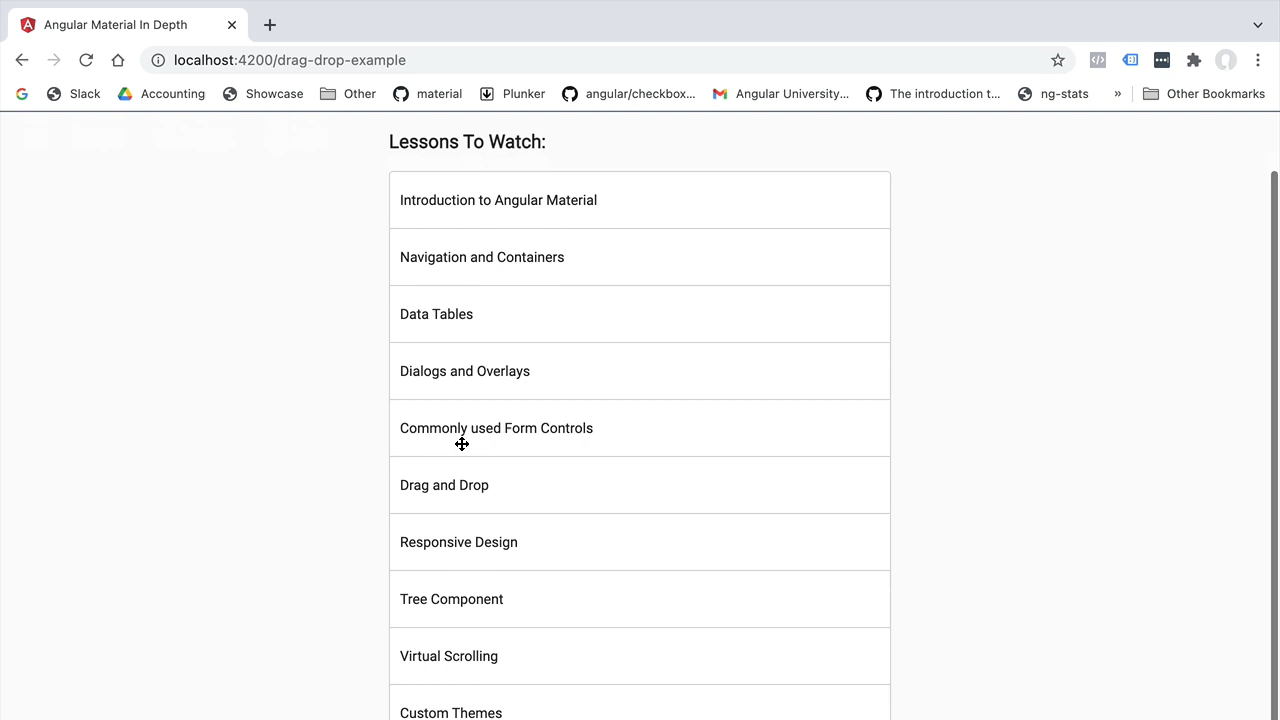 Angular Material In Depth
localhost:4200/drag-drop-example
Slack Accounting Showcase Other material Plunker angular/checkbox... Angular University... The introduction t... ng-stats » Other Bookmarks
Lessons To Watch:
Introduction to Angular Material
Navigation and Containers
Data Tables
Dialogs and Overlays
Commonly used Form Controls
Drag and Drop
Responsive Design
Tree Component
Virtual Scrolling
Custom Themes